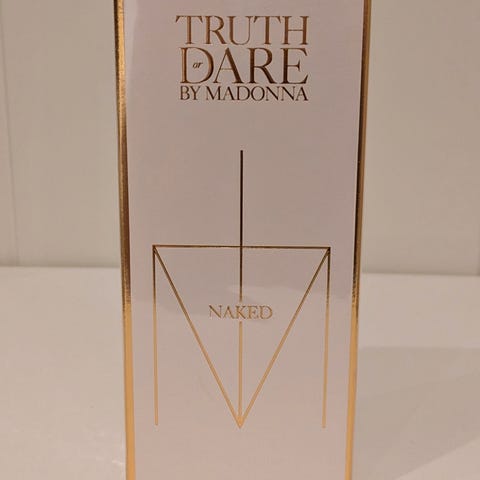 TRUTH
or DARE
BY MADONNA
NAKED